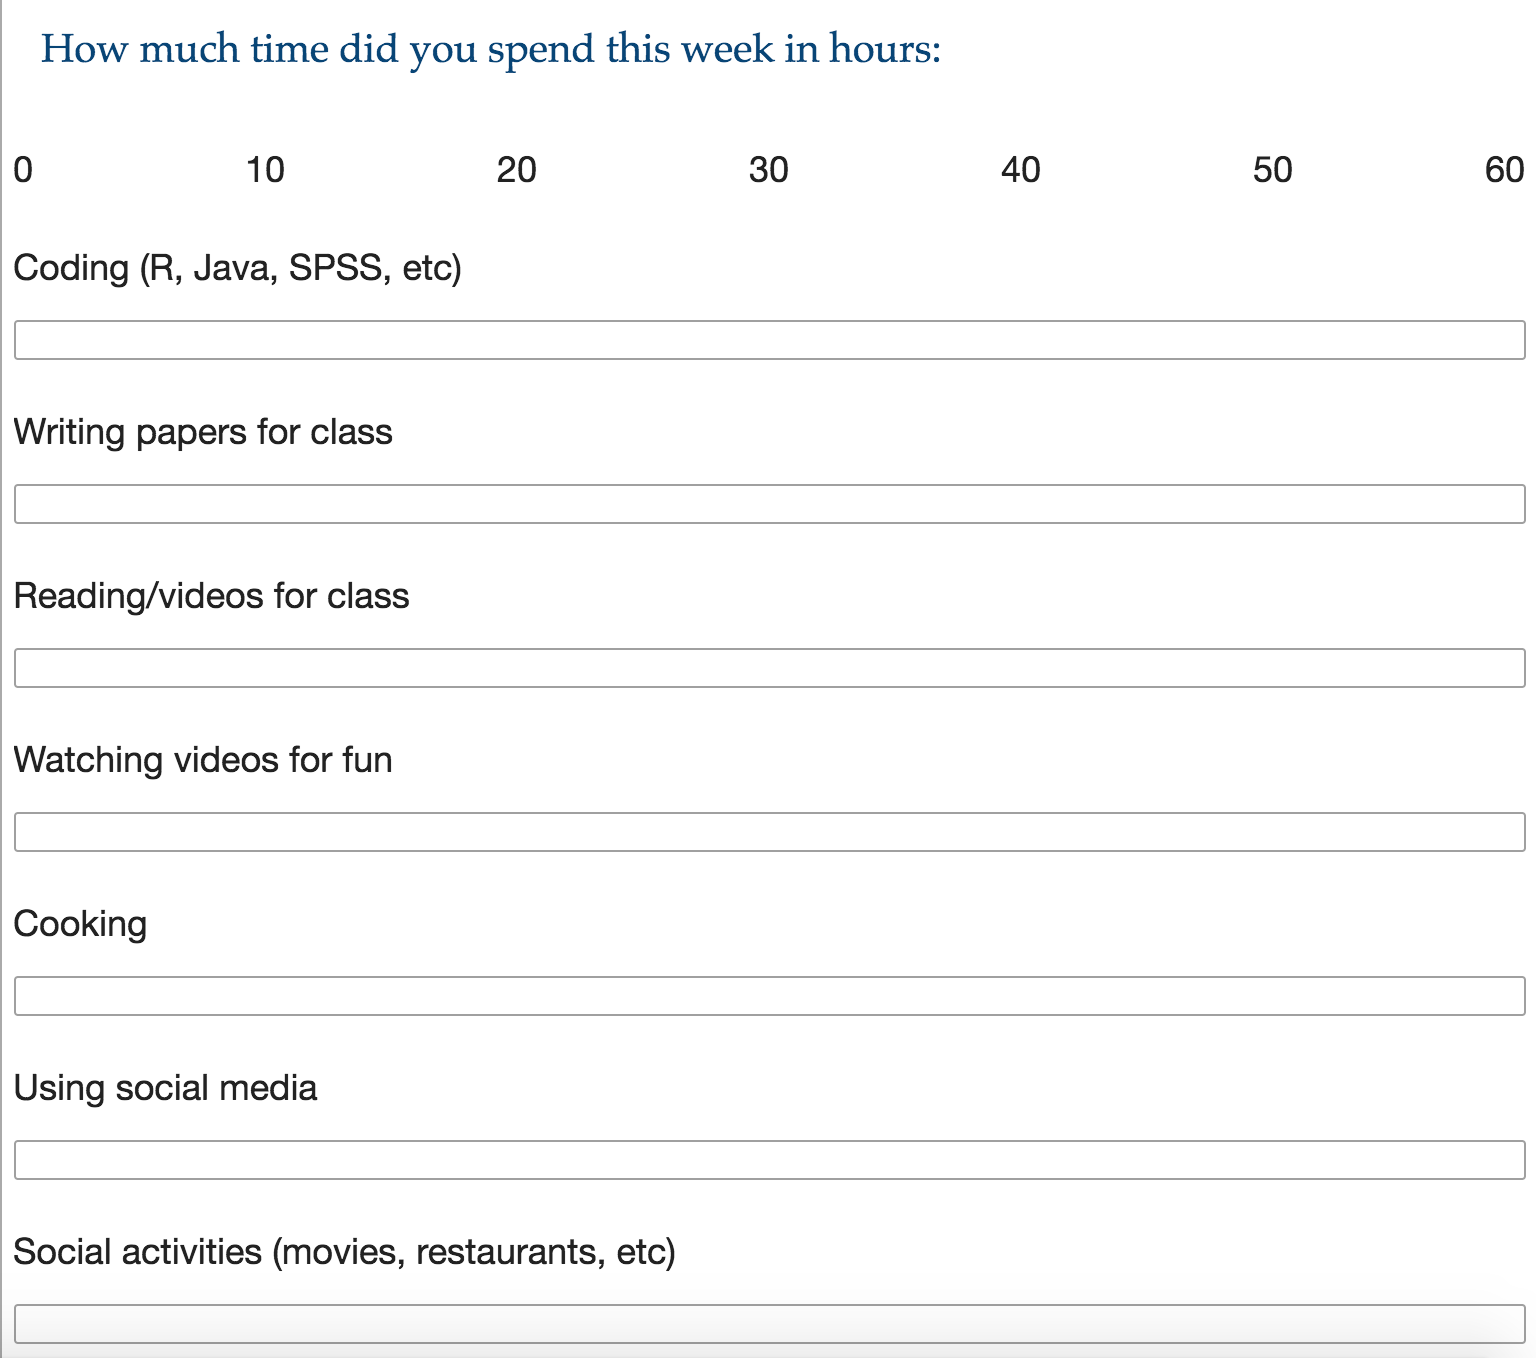 How much time did you spend this week in hours:
0 10 20 30 40 50 60
Coding (R, Java, SPSS, etc)
Writing papers for class
Reading/videos for class
Watching videos for fun
Cooking
Using social media
Social activities (movies, restaurants, etc)